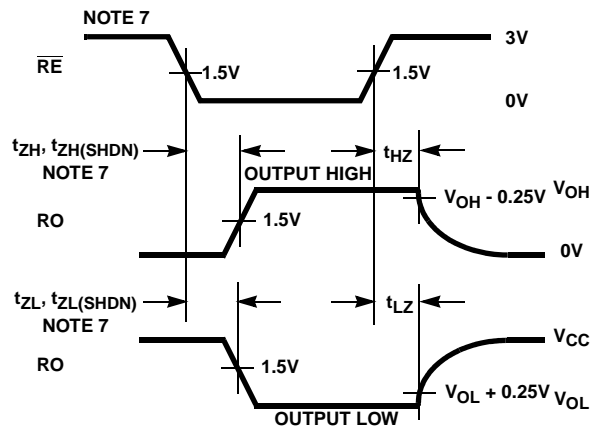 NOTE 7
3V
RE
1.5V
1.5V
0V
tZH, tZH(SHDN)
NOTE 7
tHZ
OUTPUT HIGH
VOH - 0.25V VOH
RO
1.5V
0V
tZL, tZL(SHDN)
NOTE 7
tLZ
VCC
RO
1.5V
VOL + 0.25V VOL
OUTPUT LOW